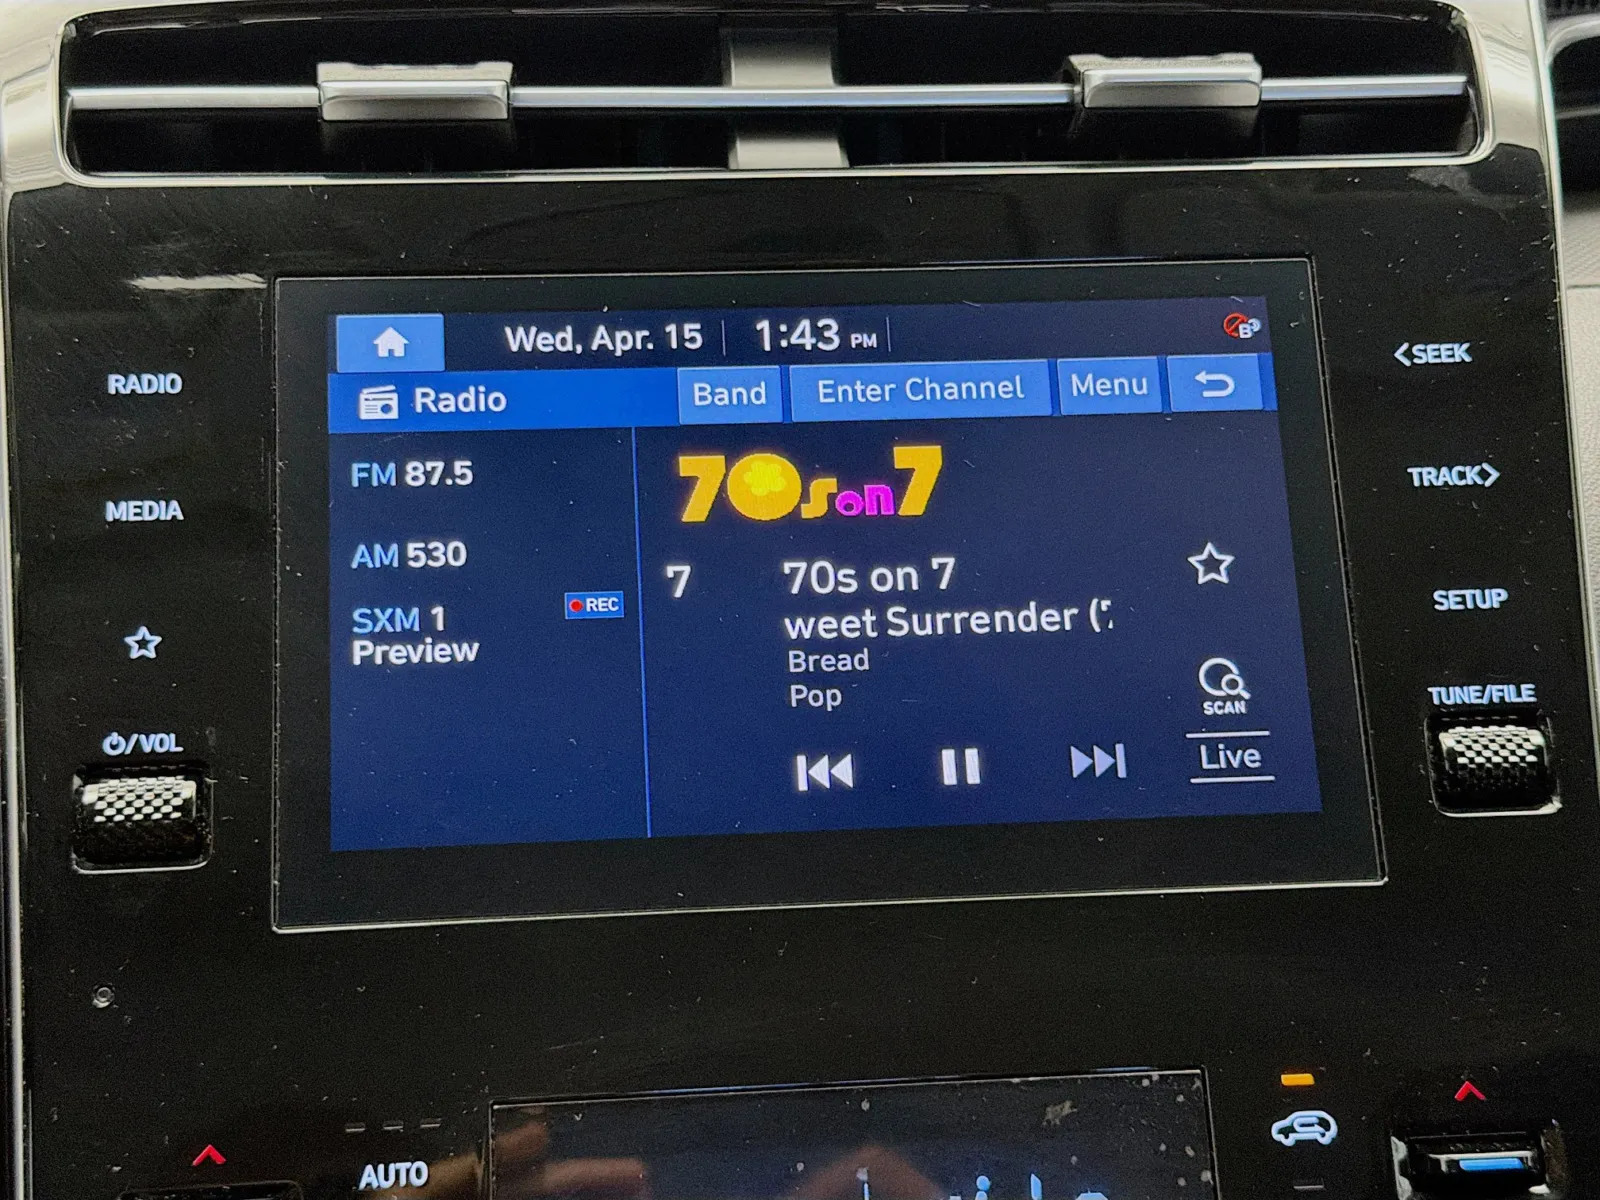 Wed, Apr. 15 1:43 PM
Radio Band Enter Channel Menu
RADIO
MEDIA
/VOL
FM 87.5
AM 530
SXM 1
REC
Preview
70s on 7
7 70s on 7
weet Surrender (
Bread
Pop
SCAN
Live
SEEK
TRACK
SETUP
TUNE/FILE
AUTO